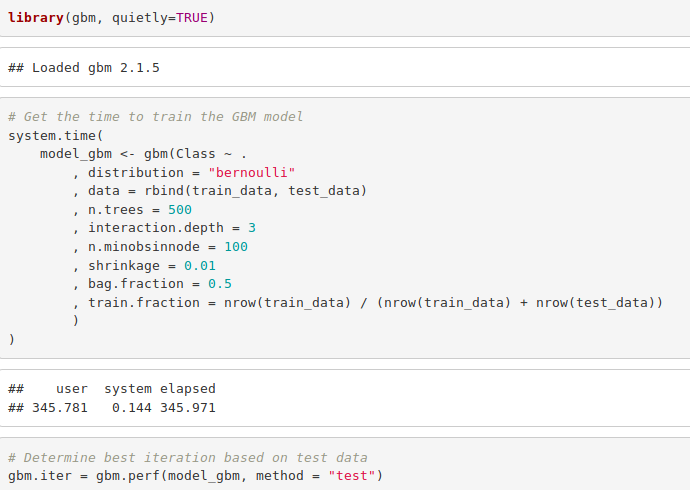 library(gbm, quietly=TRUE)
## Loaded gbm 2.1.5
# Get the time to train the GBM model
system.time(
    model_gbm <- gbm(Class ~ .
        , distribution = "bernoulli"
        , data = rbind(train_data, test_data)
        , n.trees = 500
        , interaction.depth = 3
        , n.minobsinnode = 100
        , shrinkage = 0.01
        , bag.fraction = 0.5
        , train.fraction = nrow(train_data) / (nrow(train_data) + nrow(test_data))
        )
)
##    user  system elapsed
## 345.781   0.144 345.971
# Determine best iteration based on test data
gbm.iter = gbm.perf(model_gbm, method = "test")